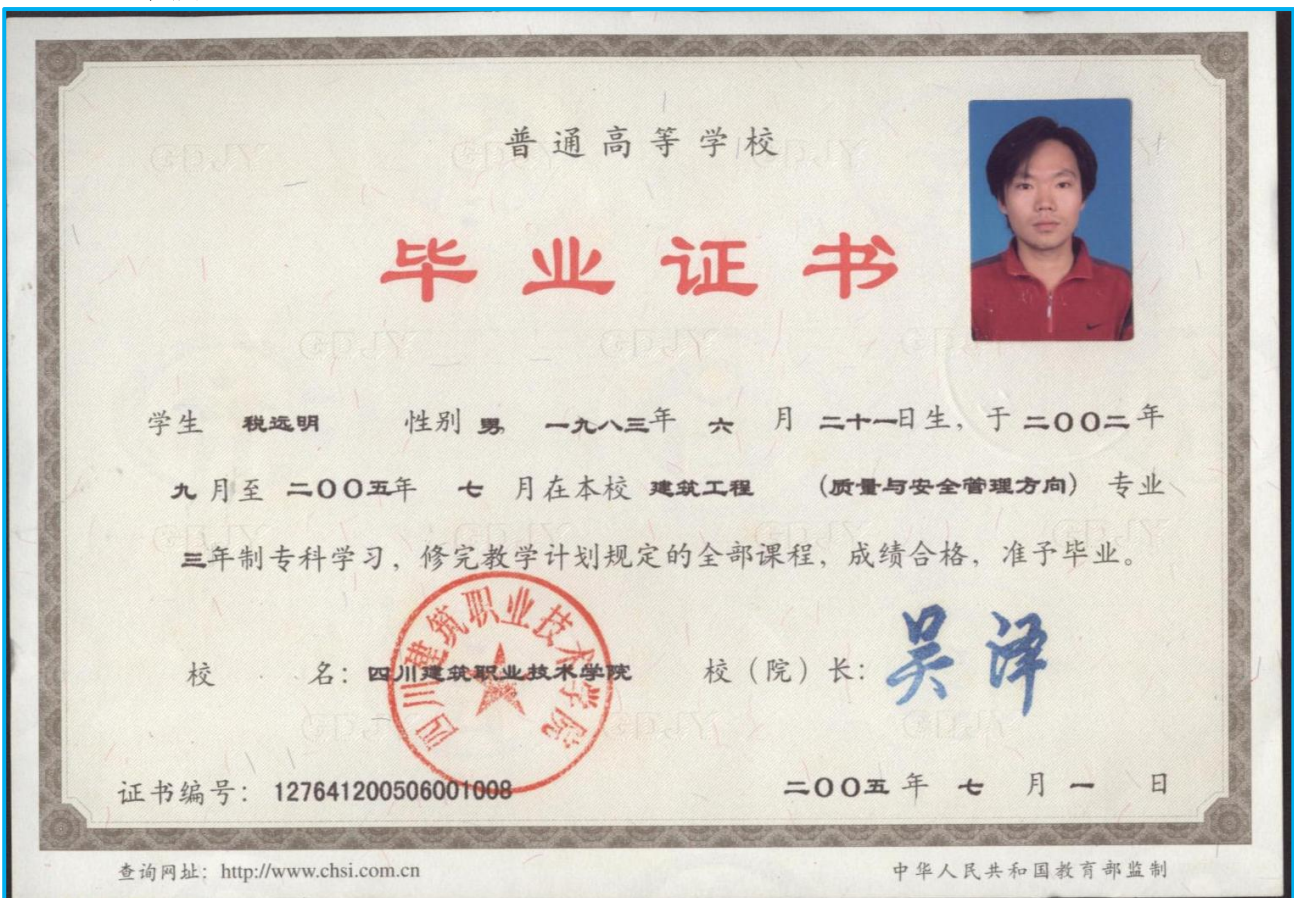 普通高等学校
毕业证书
学生 税远明 性别 男, 一九八三年 六 月 二十一日生, 于 二〇〇二年
九 月至 二〇〇五年 七 月在本校 建筑工程 (质量与安全管理方向) 专业
三年制专科学习, 修完教学计划规定的全部课程, 成绩合格, 准予毕业。
四川建筑职业技术学院
校 名: 四川建筑职业技术学院 校(院)长: 吴泽
证书编号: 127641200506001008 二〇〇五 年 七 月 一 日
查询网址: http://www.chsi.com.cn 中华人民共和国教育部监制